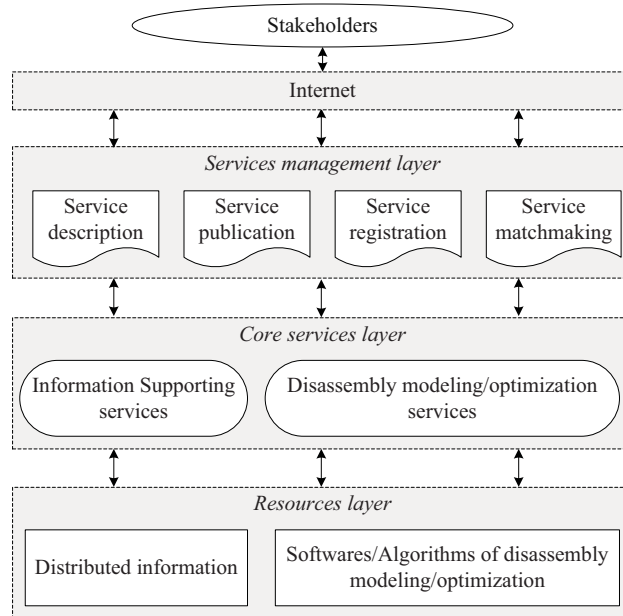 Stakeholders
Internet
Services management layer
Service
description
Service
publication
Service
registration
Service
matchmaking
Core services layer
Information Supporting
services
Disassembly modeling/optimization
services
Resources layer
Distributed information
Softwares/Algorithms of disassembly
modeling/optimization